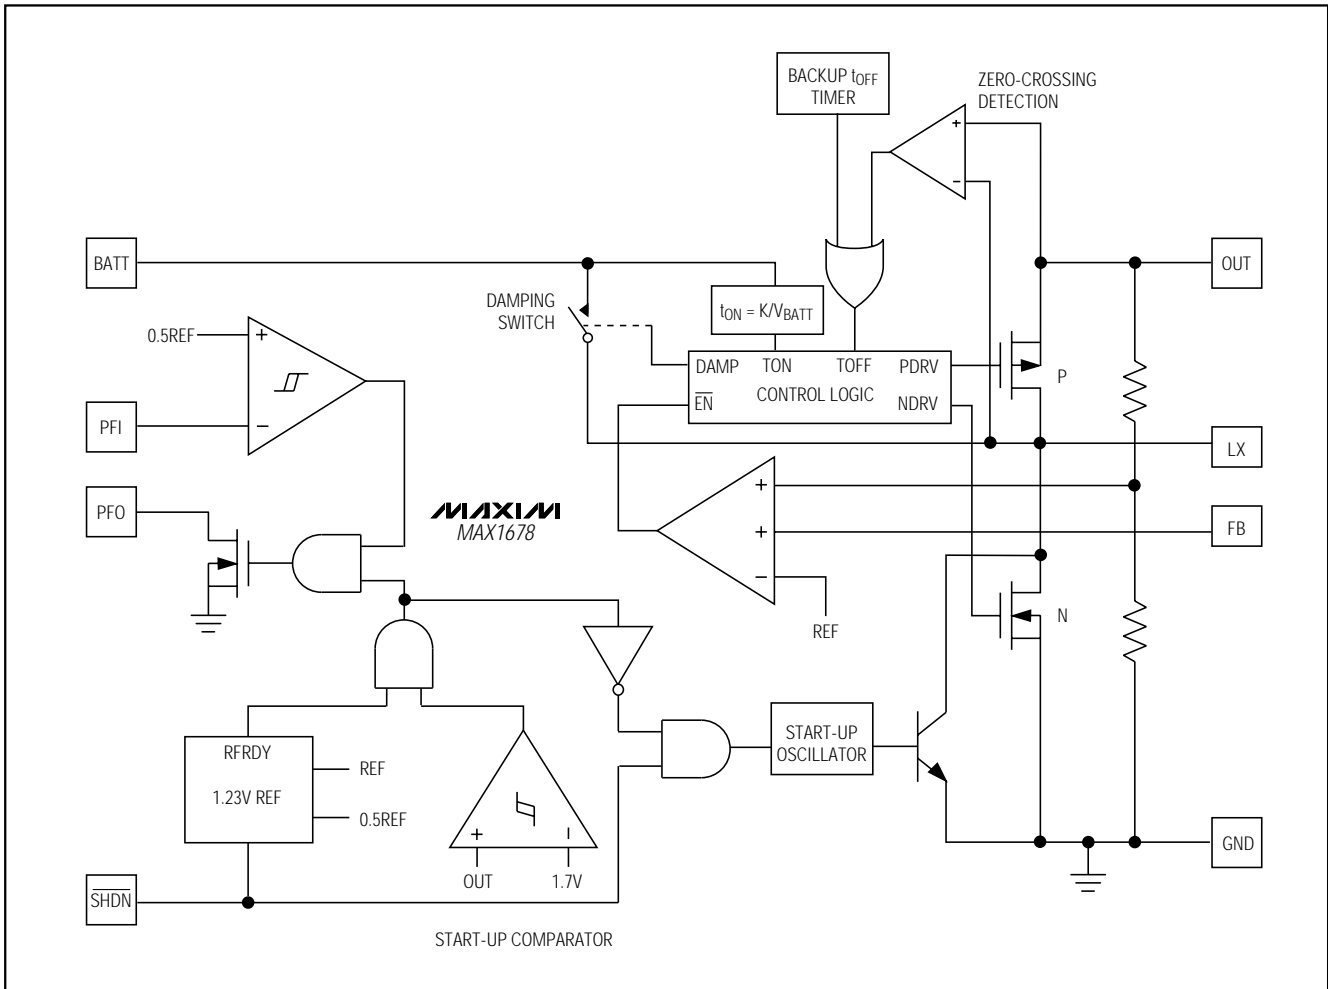 BACKUP tOFF
TIMER
ZERO-CROSSING
DETECTION
+
−
BATT
OUT
DAMPING
SWITCH
tON = K/VBATT
0.5REF
+
DAMP TON TOFF PDRV
P
EN CONTROL LOGIC NDRV
PFI
−
LX
+
PFO
MAXIM
MAX1678
+
FB
−
REF
N
RFRDY
1.23V REF
REF
0.5REF
START-UP
OSCILLATOR
+ −
GND
OUT 1.7V
SHDN
START-UP COMPARATOR